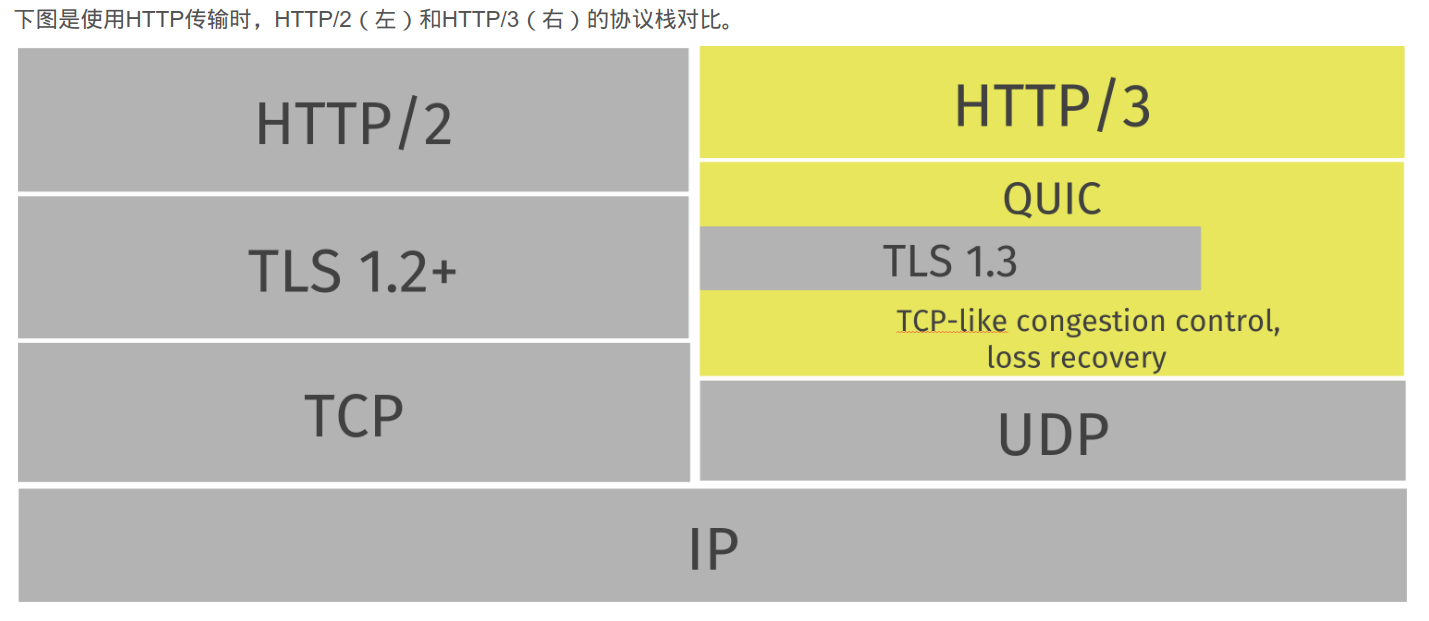 下图是使用HTTP传输时，HTTP/2（左）和HTTP/3（右）的协议栈对比。
HTTP/2
TLS 1.2+
TCP
HTTP/3
QUIC
TLS 1.3
TCP-like congestion control,
loss recovery
UDP
IP